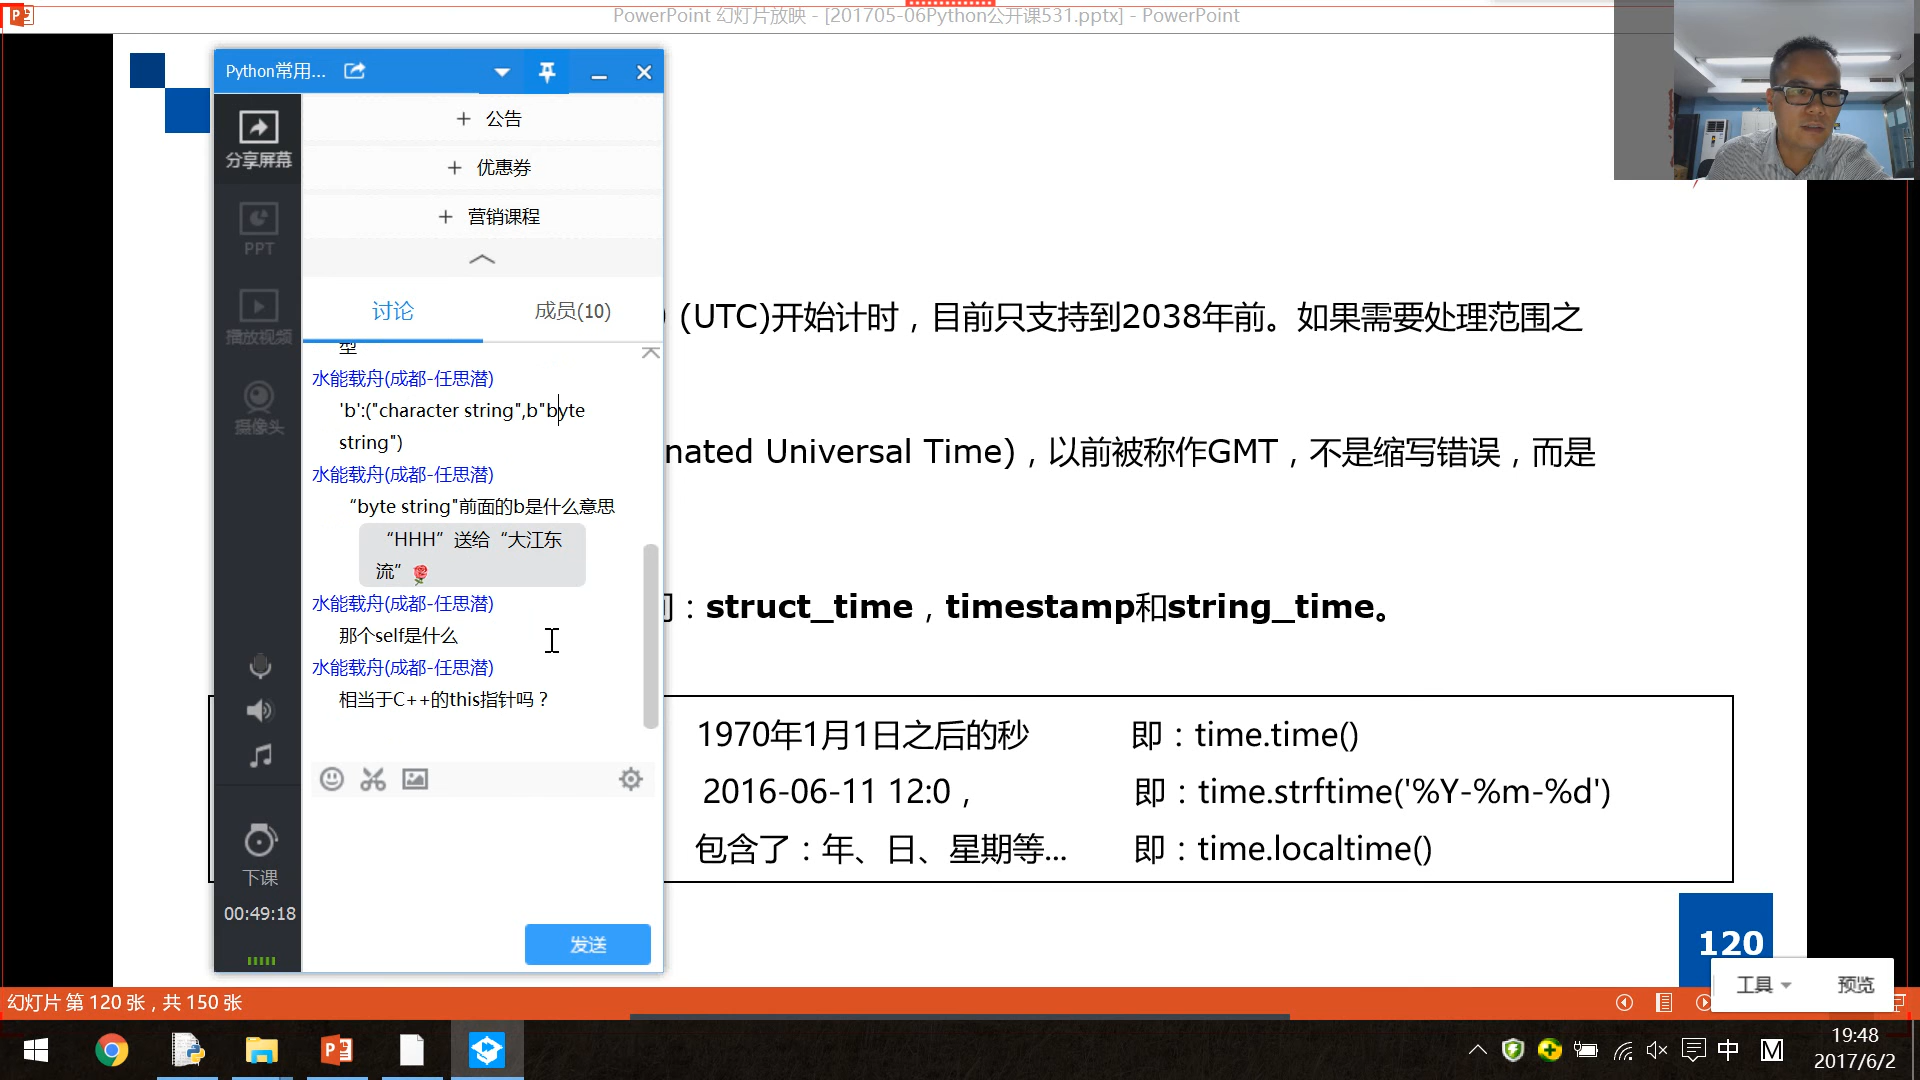 PowerPoint 幻灯片放映 - [201705-06Python公开课531.pptx] - PowerPoint
Python常用...
分享屏幕
PPT
播放视频
摄像头
下课
00:49:18
+ 公告
+ 优惠券
+ 营销课程
讨论
成员(10)
型
水能载舟(成都-任思潜)
'b':("character string",b"byte
string")
水能载舟(成都-任思潜)
“byte string"前面的b是什么意思
“HHH”送给“大江东
流”
水能载舟(成都-任思潜)
那个self是什么
水能载舟(成都-任思潜)
相当于C++的this指针吗？
发送
) (UTC)开始计时，目前只支持到2038年前。如果需要处理范围之
nated Universal Time)，以前被称作GMT，不是缩写错误，而是
：struct_time，timestamp和string_time。
1970年1月1日之后的秒 即：time.time()
2016-06-11 12:0， 即：time.strftime('%Y-%m-%d')
包含了：年、日、星期等... 即：time.localtime()
120
工具 预览
幻灯片 第 120 张，共 150 张
中
M
19:48
2017/6/2